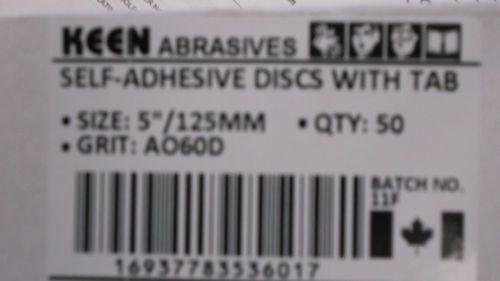 KEEN ABRASIVES
SELF-ADHESIVE DISCS WITH TAB
• SIZE: 5"/125MM • QTY: 50
• GRIT: AO60D
BATCH NO.
11F
16937783536017